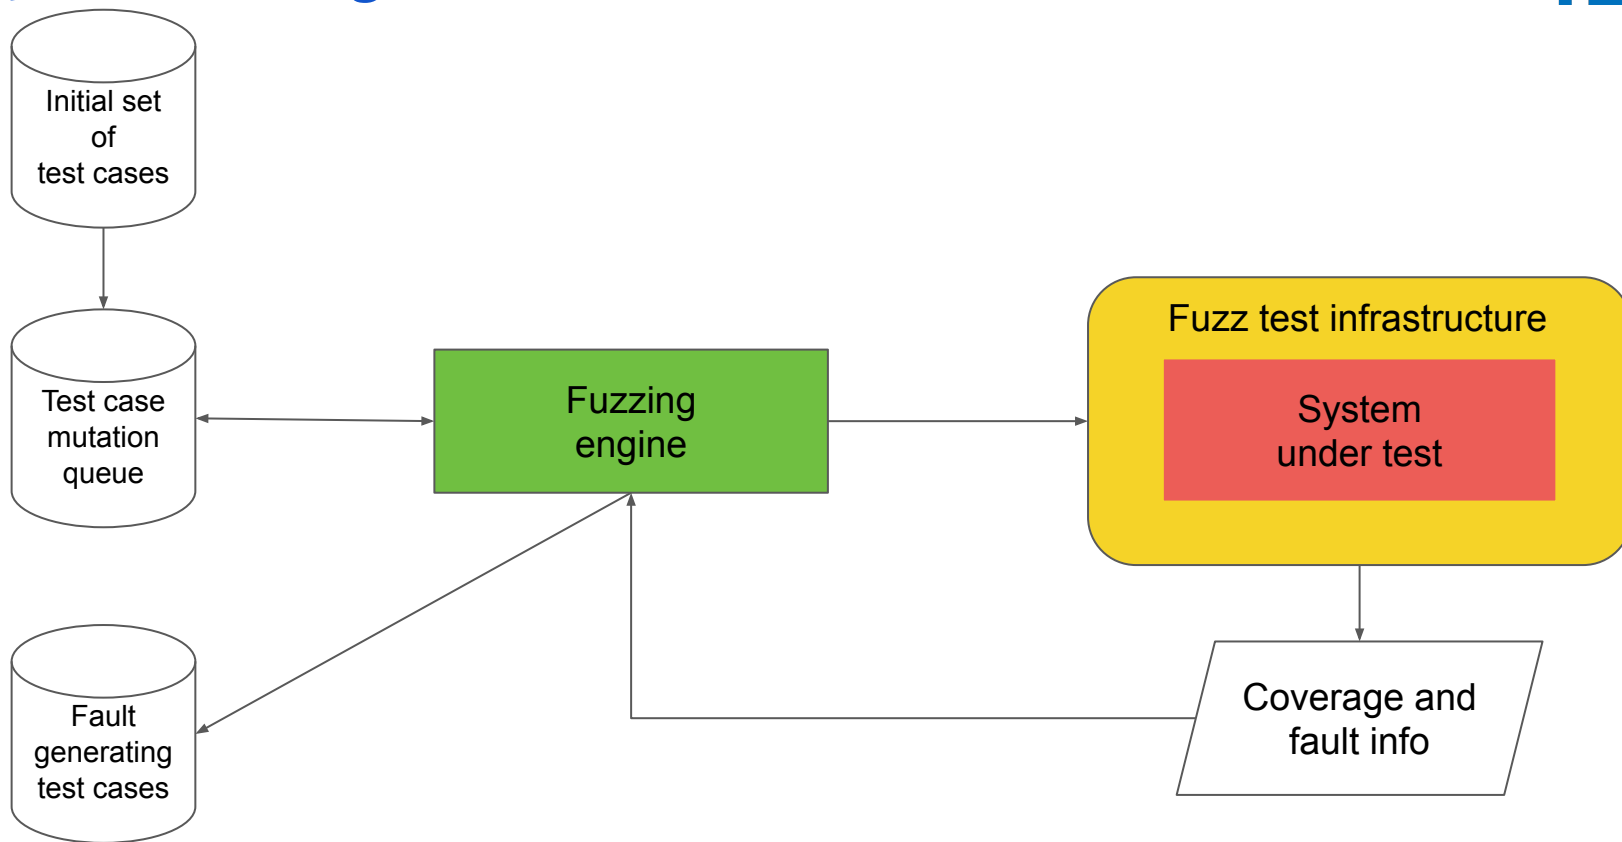 Initial set
of
test cases
Test case
mutation
queue
Fuzzing
engine
Fuzz test infrastructure
System
under test
Fault
generating
test cases
Coverage and
fault info